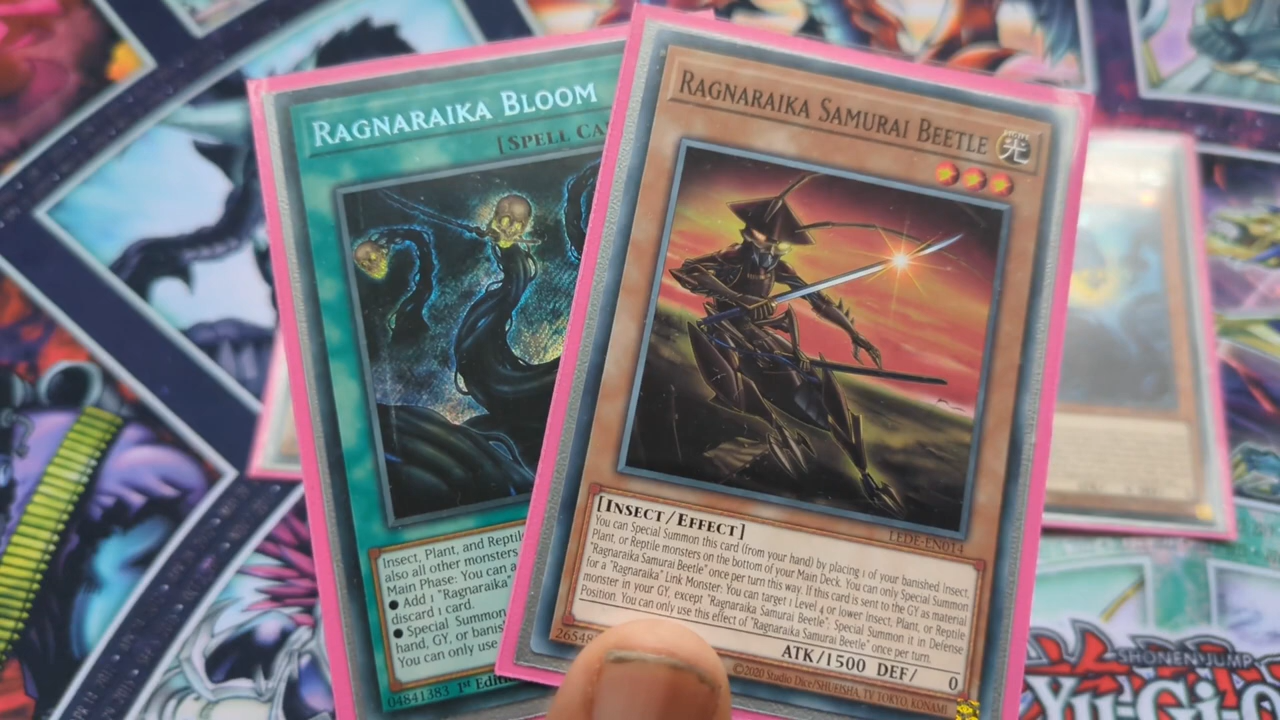 RAGNARAIKA BLOOM
[SPELL CA
Insect, Plant, and Reptile
also all other monsters
Main Phase: You can a
● Add 1 "Ragnaraika"
discard 1 card.
● Special Summon
hand, GY, or banis
You can only use
04841383 1st Editi
RAGNARAIKA SAMURAI BEETLE
LIGHT
光
LEDE-EN014
[INSECT/EFFECT]
You can Special Summon this card (from your hand) by placing 1 of your banished Insect,
Plant, or Reptile monsters on the bottom of your Main Deck. You can only Special Summon
"Ragnaraika Samurai Beetle" once per turn this way. If this card is sent to the GY as material
for a "Ragnaraika" Link Monster: You can target 1 Level 4 or lower Insect, Plant, or Reptile
monster in your GY, except "Ragnaraika Samurai Beetle"; Special Summon it in Defense
Position. You can only use this effect of "Ragnaraika Samurai Beetle" once per turn.
ATK/1500 DEF/ 0
26548
©2020 Studio Dice/SHUEISHA, TV TOKYO, KONAMI
SHONEN JUMP
Yu-Gi-O